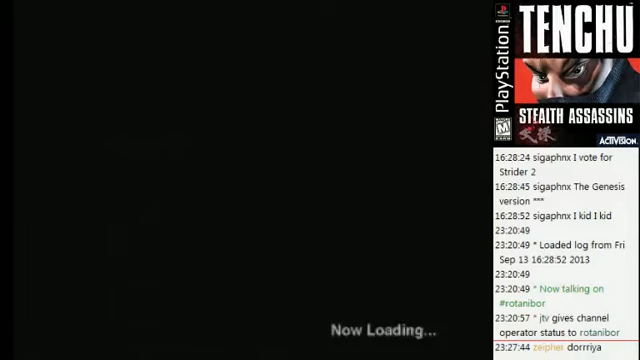 Now Loading...
PlayStation
TENCHU
STEALTH ASSASSINS
ACTIVISION
16:28:24 sigaphnx I vote for
Strider 2
16:28:45 sigaphnx The Genesis
version ***
16:28:52 sigaphnx I kid I kid
23:20:49
23:20:49 * Loaded log from Fri
Sep 13 16:28:52 2013
23:20:49
23:20:49 * Now talking on
#rotanibor
23:20:57 * jtv gives channel
operator status to rotanibor
23:27:44 zeipher dorrriya